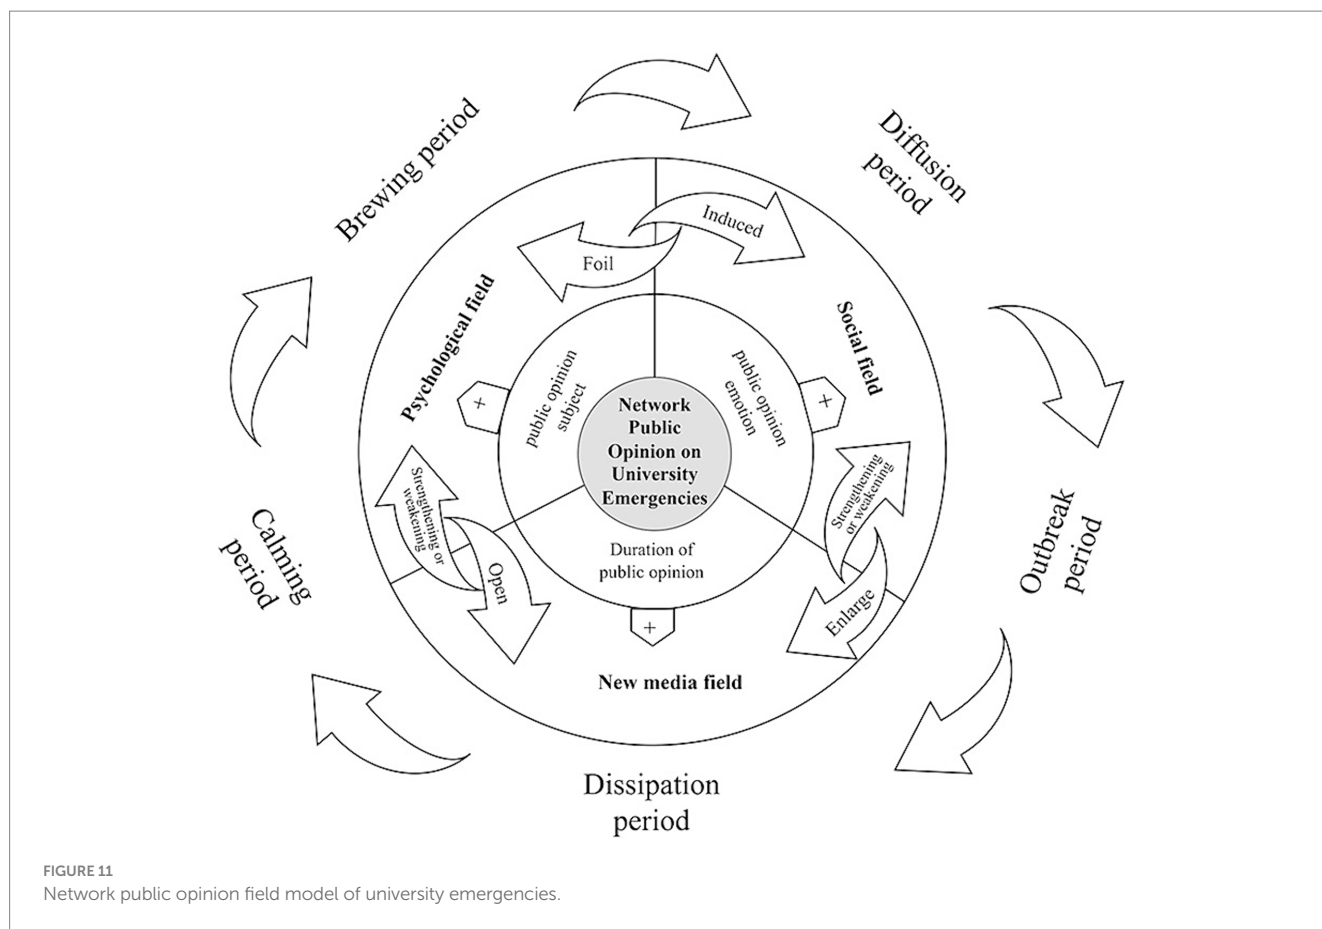 Brewing period
Diffusion
period
Induced
Foil
Psychological field
Social field
public opinion
subject
public opinion
emotion
+
+
Network
Public
Opinion on
University
Emergencies
Strengthening or
weakening
Strengthening
or weakening
Open
Enlarge
Duration of
public opinion
+
New media field
Calming
period
Outbreak
period
Dissipation
period
FIGURE 11
Network public opinion field model of university emergencies.